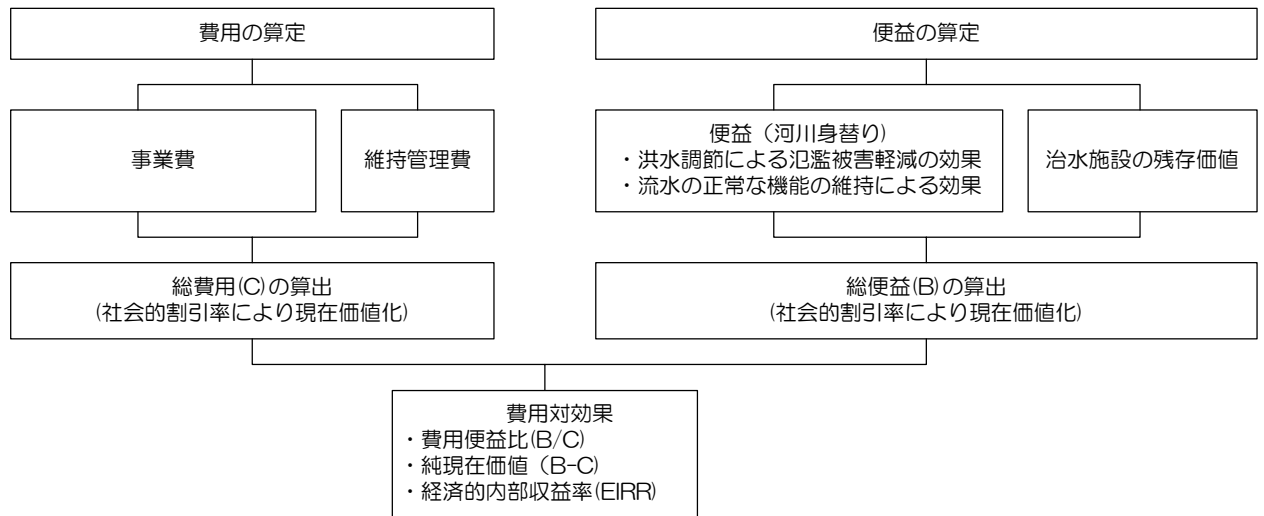 費用の算定
便益の算定
事業費
維持管理費
便益（河川身替り)
・洪水調節による氾濫被害軽減の効果
・流水の正常な機能の維持による効果
治水施設の残存価値
総費用(C)の算出
(社会的割引率により現在価値化)
総便益(B)の算出
(社会的割引率により現在価値化)
費用対効果
・費用便益比(B/C)
・純現在価値（B-C)
・経済的内部収益率(EIRR)